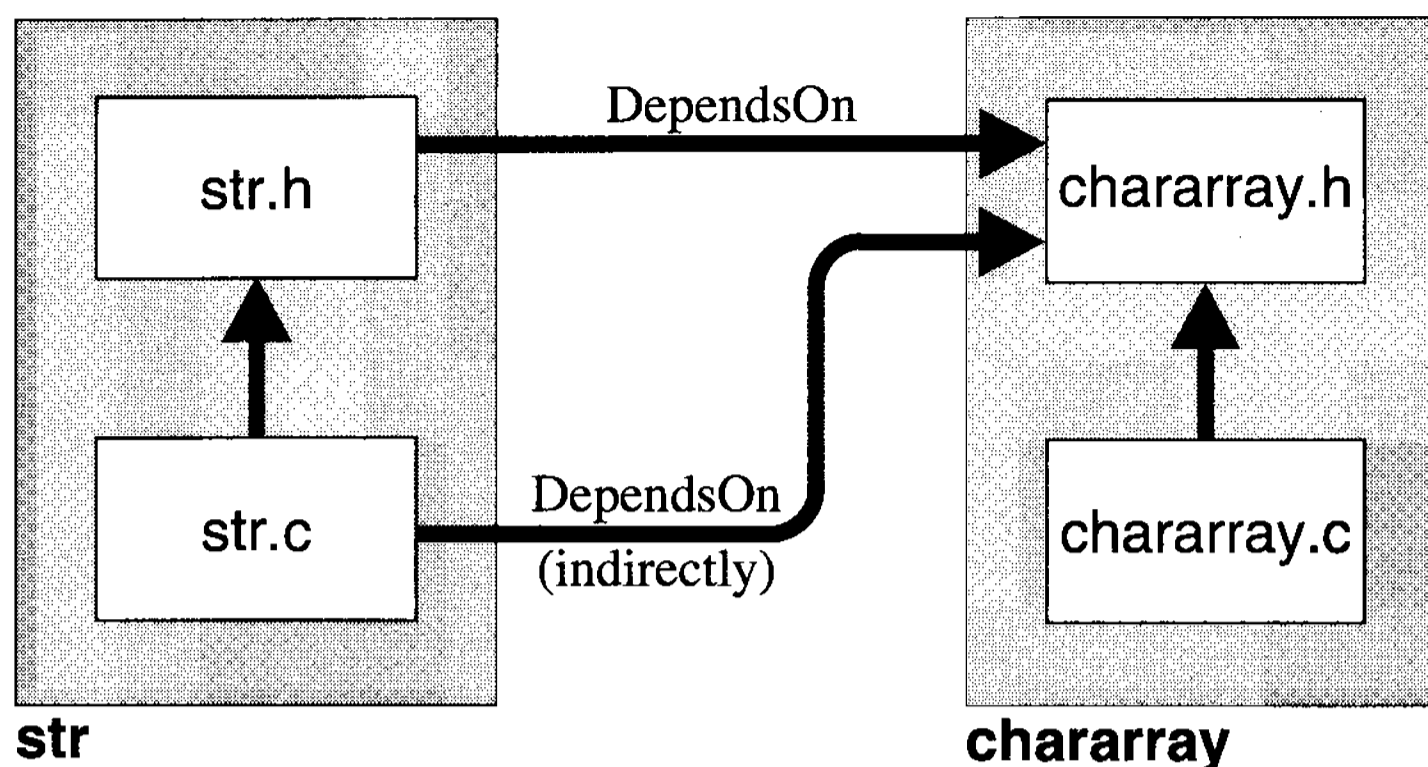 DependsOn
str.h
chararray.h
str.c
DependsOn
(indirectly)
chararray.c
str
chararray